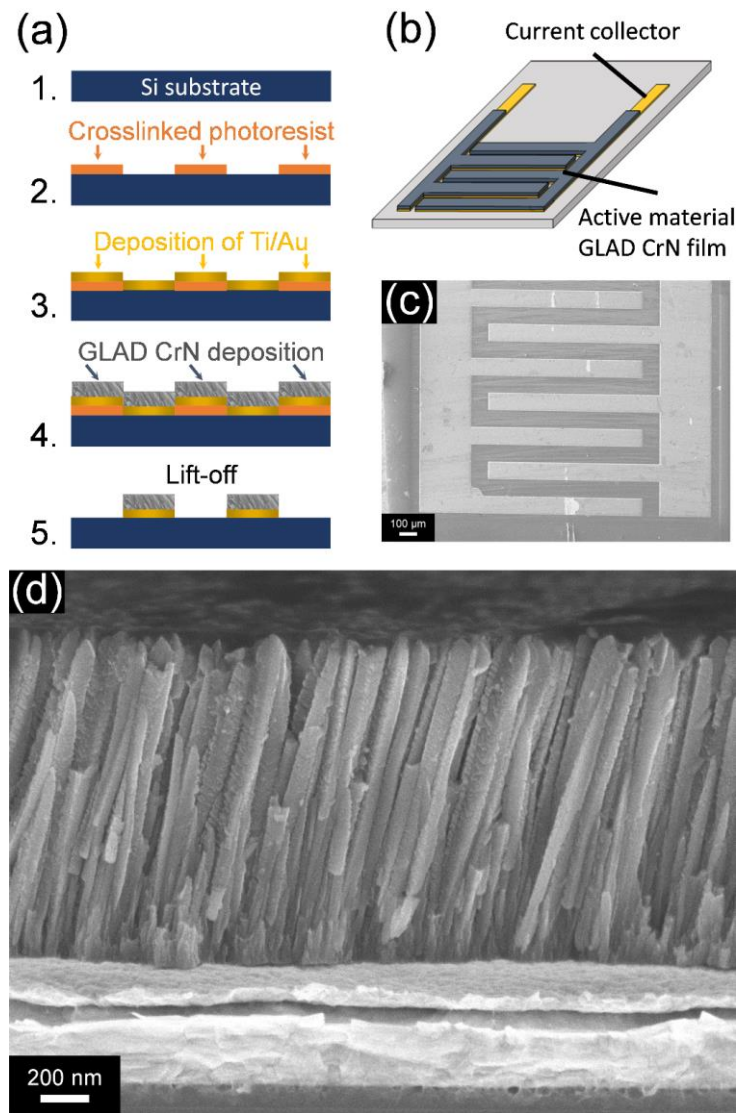 (a)
1. Si substrate
Crosslinked photoresist
2.
Deposition of Ti/Au
3.
GLAD CrN deposition
4.
Lift-off
5.
(b)
Current collector
Active material
GLAD CrN film
(c)
100 µm
(d)
200 nm